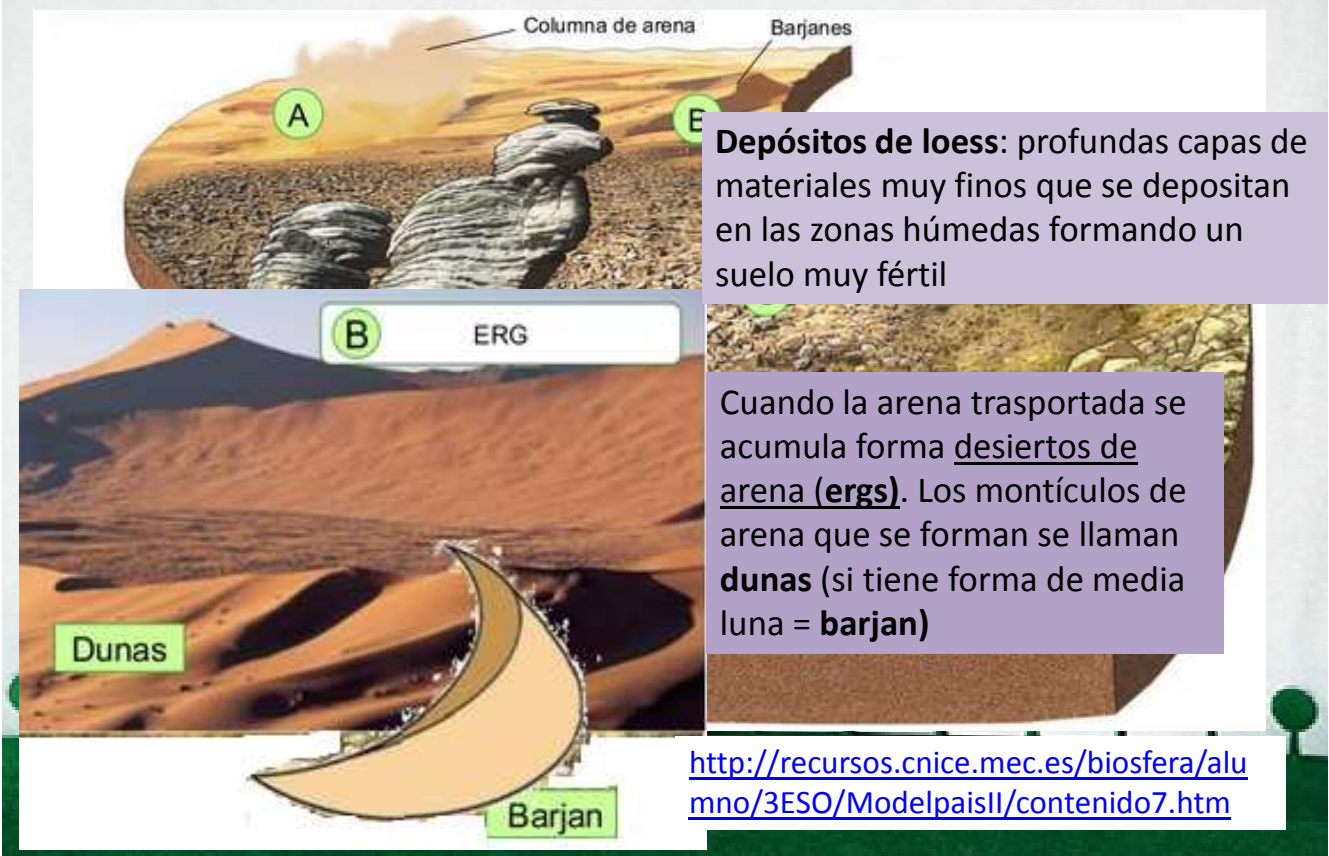 Columna de arena
Barjanes
A
B
Depósitos de loess: profundas capas de
materiales muy finos que se depositan
en las zonas húmedas formando un
suelo muy fértil
B
ERG
Cuando la arena trasportada se
acumula forma desiertos de
arena (ergs). Los montículos de
arena que se forman se llaman
dunas (si tiene forma de media
luna = barjan)
Dunas
Barjan
http://recursos.cnice.mec.es/biosfera/alu
mno/3ESO/ModelpaisII/contenido7.htm